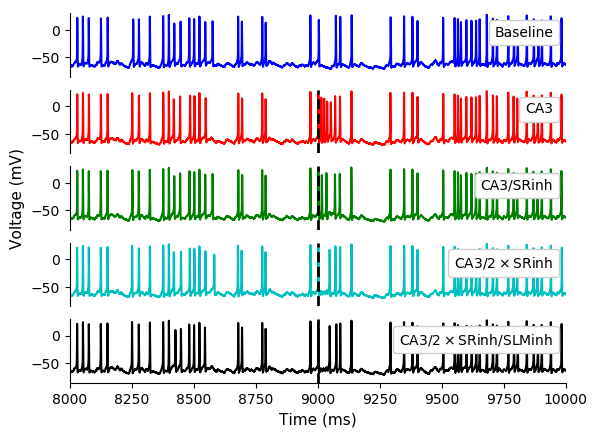 0
−50
Baseline
0
−50
CA3
0
−50
CA3/SRinh
0
−50
CA3/2×SRinh
0
−50
CA3/2×SRinh/SLMinh
Voltage (mV)
8000 8250 8500 8750 9000 9250 9500 9750 10000
Time (ms)